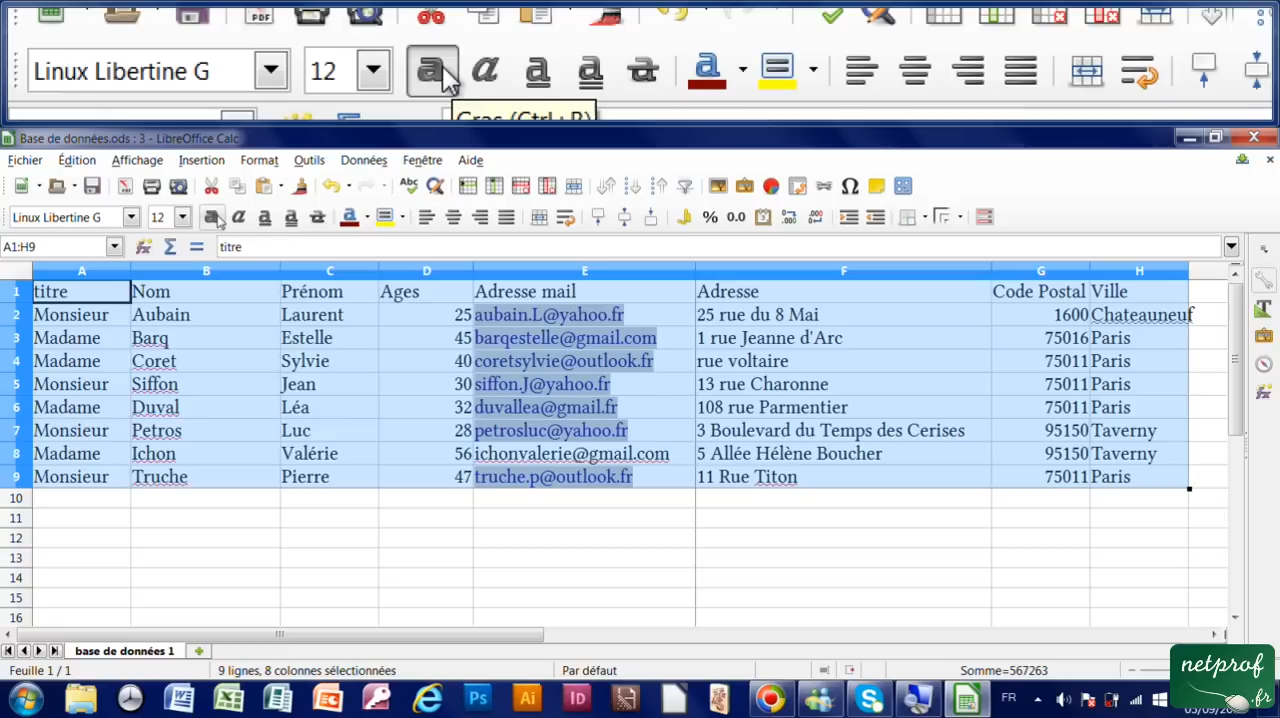 PDF
Linux Libertine G 12 a a a a a a
Gras (Ctrl+B)
Base de données.ods : 3 - LibreOffice Calc
Fichier Édition Affichage Insertion Format Outils Données Fenêtre Aide
Linux Libertine G 12 a a a a a a % 0.0
A1:H9 titre
A B C D E F G H
1 titre Nom Prénom Ages Adresse mail Adresse Code Postal Ville
2 Monsieur Aubain Laurent 25 aubain.L@yahoo.fr 25 rue du 8 Mai 1600 Chateauneuf
3 Madame Barq Estelle 45 barqestelle@gmail.com 1 rue Jeanne d'Arc 75016 Paris
4 Madame Coret Sylvie 40 coretsylvie@outlook.fr rue voltaire 75011 Paris
5 Monsieur Siffon Jean 30 siffon.J@yahoo.fr 13 rue Charonne 75011 Paris
6 Madame Duval Léa 32 duvallea@gmail.fr 108 rue Parmentier 75011 Paris
7 Monsieur Petros Luc 28 petrosluc@yahoo.fr 3 Boulevard du Temps des Cerises 95150 Taverny
8 Madame Ichon Valérie 56 ichonvalerie@gmail.com 5 Allée Hélène Boucher 95150 Taverny
9 Monsieur Truche Pierre 47 truche.p@outlook.fr 11 Rue Titon 75011 Paris
10
11
12
13
14
15
16
base de données 1
Feuille 1 / 1 9 lignes, 8 colonnes sélectionnées Par défaut Somme=567263
netprof
.fr
Ps Ai Id FR